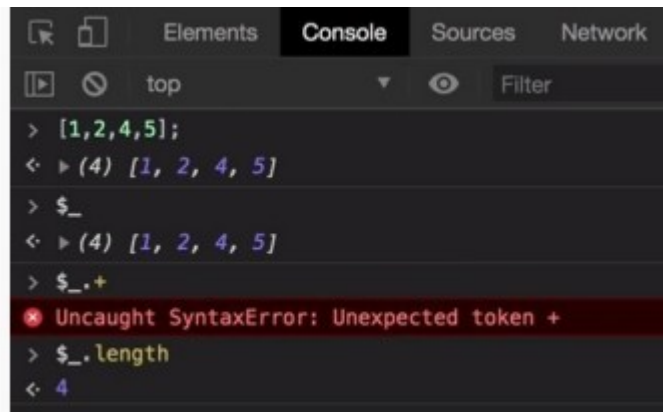 Elements Console Sources Network
top Filter
> [1,2,4,5];
(4) [1, 2, 4, 5]
> $_
(4) [1, 2, 4, 5]
> $_.+
Uncaught SyntaxError: Unexpected token +
> $_.length
4